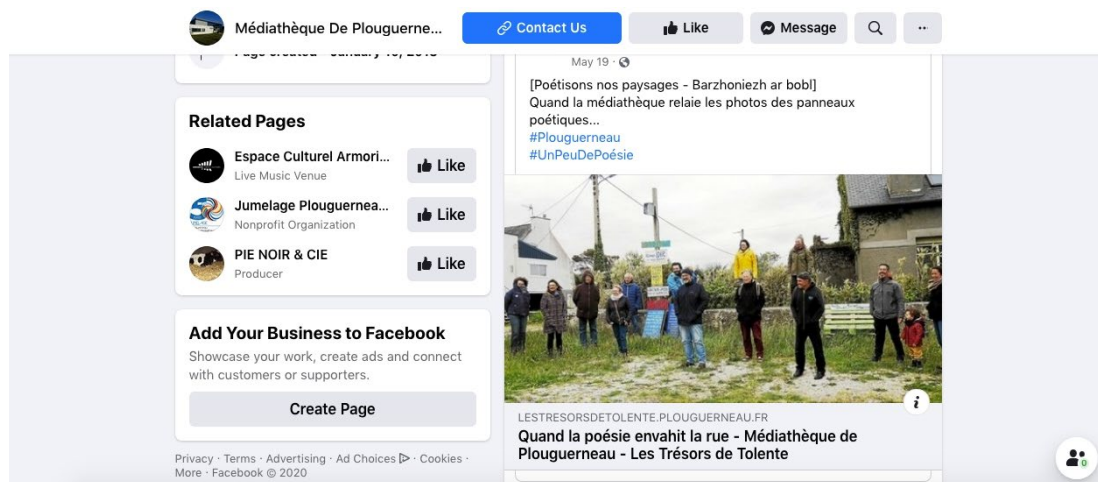 Médiathèque De Plouguerne...
Contact Us
Like
Message
Related Pages
Espace Culturel Armori...
Live Music Venue
Like
Jumelage Plouguernea...
Nonprofit Organization
Like
PIE NOIR & CIE
Producer
Like
Add Your Business to Facebook
Showcase your work, create ads and connect
with customers or supporters.
Create Page
Privacy · Terms · Advertising · Ad Choices · Cookies ·
More · Facebook © 2020
May 19 ·
[Poétisons nos paysages - Barzhoniezh ar bobl]
Quand la médiathèque relaie les photos des panneaux
poétiques...
#Plouguerneau
#UnPeuDePoésie
LESTRESORSDETOLENTE.PLOUGUERNEAU.FR
Quand la poésie envahit la rue - Médiathèque de
Plouguerneau - Les Trésors de Tolente
0